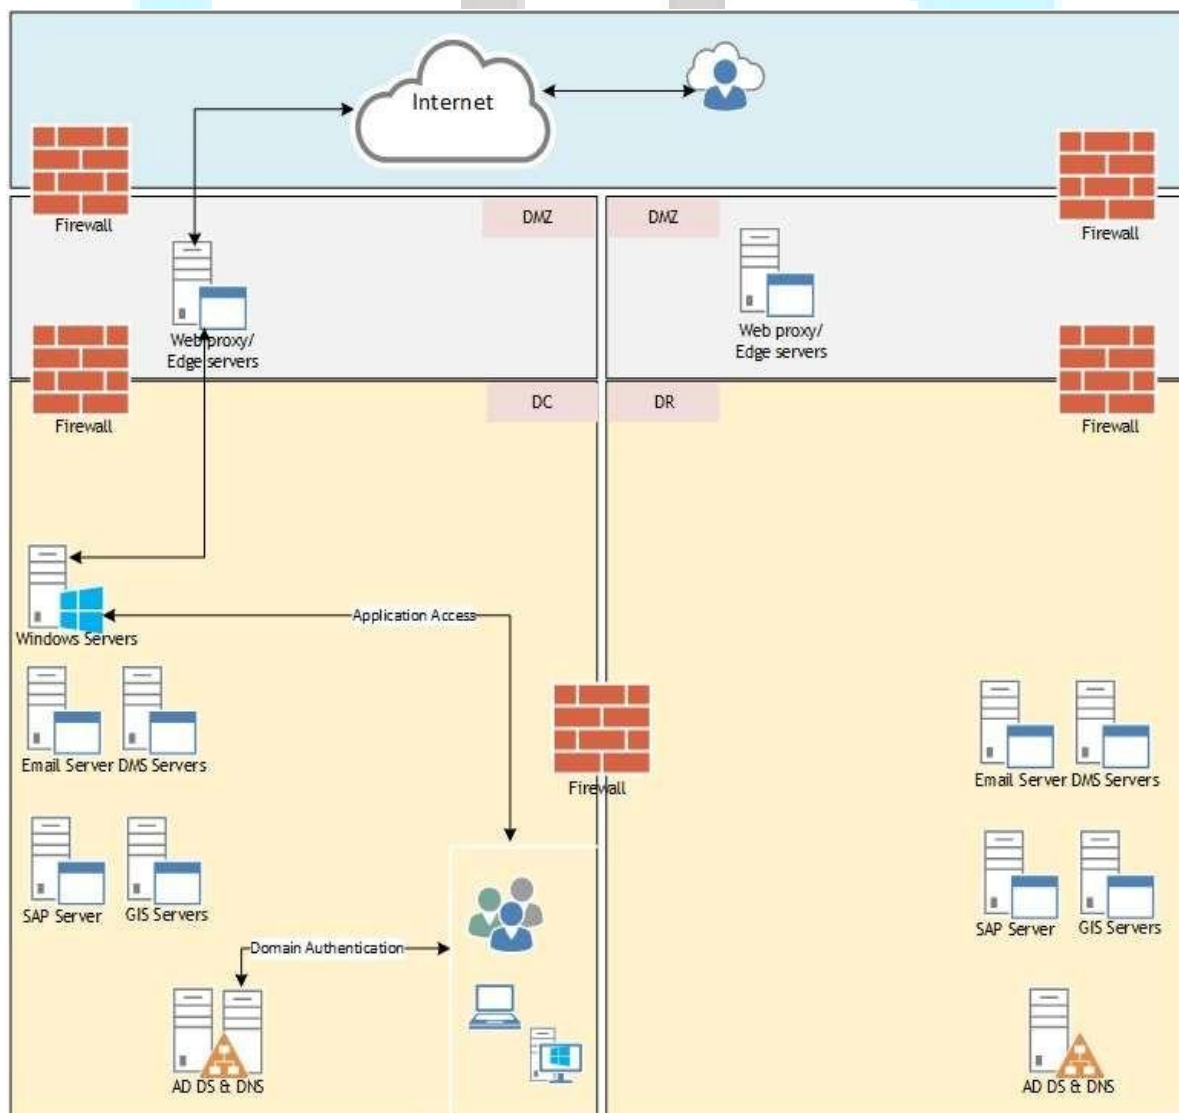 Internet
Firewall
Firewall
DMZ
DMZ
Web proxy/
Edge servers
Web proxy/
Edge servers
Firewall
Firewall
DC
DR
Windows Servers
Application Access
Email Server
DMS Servers
Firewall
Email Server
DMS Servers
SAP Server
GIS Servers
SAP Server
GIS Servers
Domain Authentication
AD DS & DNS
AD DS & DNS